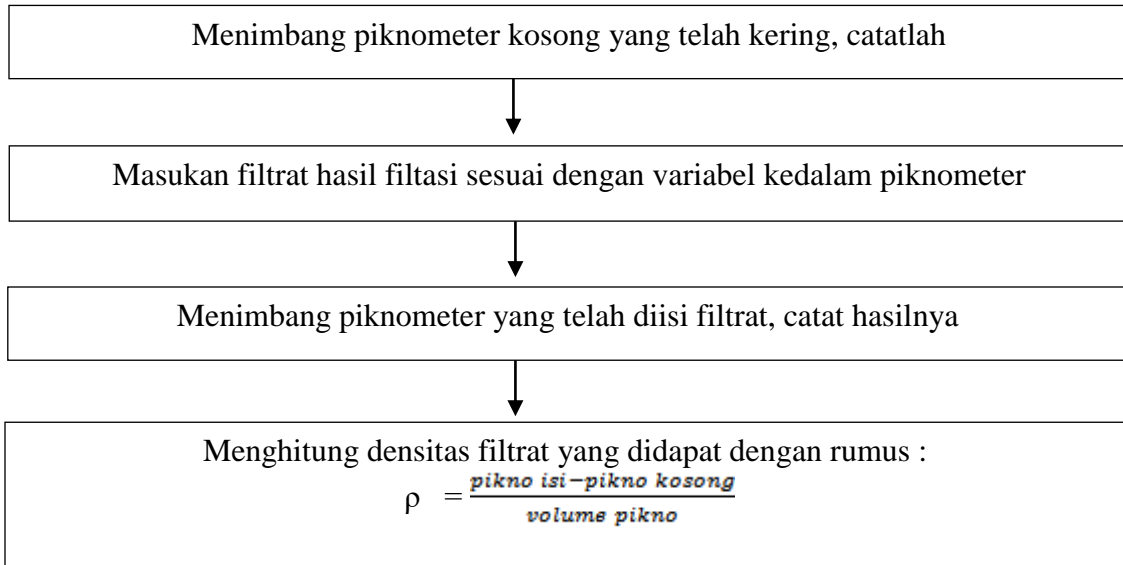 Menimbang piknometer kosong yang telah kering, catatlah
Masukan filtrat hasil filtasi sesuai dengan variabel kedalam piknometer
Menimbang piknometer yang telah diisi filtrat, catat hasilnya
Menghitung densitas filtrat yang didapat dengan rumus :
ρ = pikno isi−pikno kosong
volume pikno